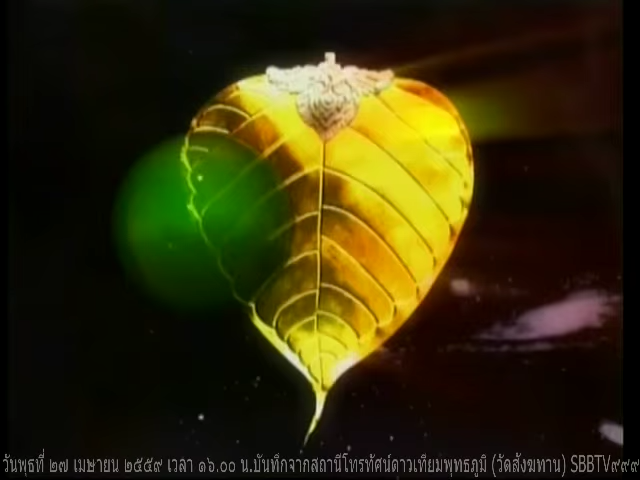 วันพุธที่ ๒๗ เมษายน ๒๕๕๙ เวลา ๑๖.๐๐ น.บันทึกจากสถานีโทรทัศน์ดาวเทียมพุทธภูมิ (วัดสังฆทาน) SBBTV๙๙๙